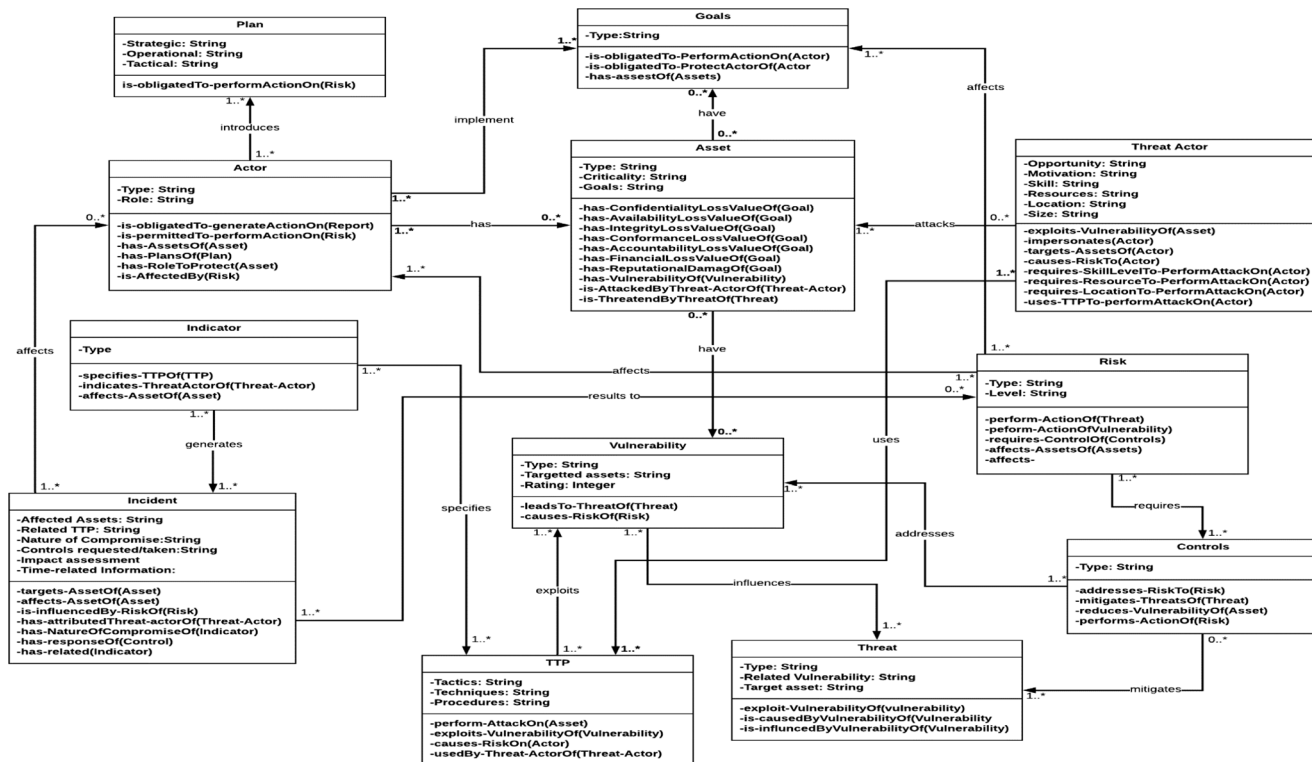 Plan
-Strategic: String
-Operational: String
-Tactical: String
is-obligatedTo-performActionOn(Risk)
1..*
introduces
1..*
Goals
-Type:String
-is-obligatedTo-PerformActionOn(Actor)
-is-obligatedTo-ProtectActorOf(Actor
-has-assestOf(Assets)
1..*
1..*
0..*
have
0..*
implement
affects
Actor
-Type: String
-Role: String
-is-obligatedTo-generateActionOn(Report)
-is-permittedTo-performActionOn(Risk)
-has-AssetsOf(Asset)
-has-PlansOf(Plan)
-has-RoleToProtect(Asset)
-is-AffectedBy(Risk)
1..*
1..*
has
0..*
0..*
1..*
Asset
-Type: String
-Criticality: String
-Goals: String
-has-ConfidentialityLossValueOf(Goal)
-has-AvailabilityLossValueOf(Goal)
-has-IntegrityLossValueOf(Goal)
-has-ConformanceLossValueOf(Goal)
-has-AccountabilityLossValueOf(Goal)
-has-FinancialLossValueOf(Goal)
-has-ReputationalDamagOf(Goal)
-has-VulnerabilityOf(Vulnerability)
-is-AttackedByThreat-ActorOf(Threat-Actor)
-is-ThreatendByThreatOf(Threat)
1..*
attacks
0..*
Threat Actor
-Opportunity: String
-Motivation: String
-Skill: String
-Resources: String
-Location: String
-Size: String
-exploits-VulnerabilityOf(Asset)
-impersonates(Actor)
-targets-AssetsOf(Actor)
-causes-RiskTo(Actor)
-requires-SkillLevelTo-PerformAttackOn(Actor)
-requires-ResourceTo-PerformAttackOn(Actor)
-requires-LocationTo-PerformAttackOn(Actor)
-uses-TTPTo-performAttackOn(Actor)
1..*
0..*
have
0..*
affects
Indicator
-Type
-specifies-TTPOf(TTP)
-indicates-ThreatActorOf(Threat-Actor)
-affects-AssetOf(Asset)
1..*
1..*
generates
1..*
1..*
affects
1..*
results to
0..*
1..*
Risk
-Type: String
-Level: String
-perform-ActionOf(Threat)
-peform-ActionOfVulnerability)
-requires-ControlOf(Controls)
-affects-AssetsOf(Assets)
-affects-
1..*
requires
1..*
uses
Vulnerability
-Type: String
-Targetted assets: String
-Rating: Integer
-leadsTo-ThreatOf(Threat)
-causes-RiskOf(Risk)
1..*
1..*
1..*
Incident
-Affected Assets: String
-Related TTP: String
-Nature of Compromise:String
-Controls requested/taken:String
-Impact assessment
-Time-related Information:
-targets-AssetOf(Asset)
-affects-AssetOf(Asset)
-is-influencedBy-RiskOf(Risk)
-has-attributedThreat-actorOf(Threat-Actor)
-has-NatureOfCompromiseOf(Indicator)
-has-responseOf(Control)
-has-related(Indicator)
1..*
specifies
1..*
exploits
1..*
1..*
influences
1..*
addresses
1..*
Controls
-Type: String
-addresses-RiskTo(Risk)
-mitigates-ThreatsOf(Threat)
-reduces-VulnerabilityOf(Asset)
-performs-ActionOf(Risk)
0..*
mitigates
1..*
TTP
-Tactics: String
-Techniques: String
-Procedures: String
-perform-AttackOn(Asset)
-exploits-VulnerabilityOf(Vulnerability)
-causes-RiskOn(Actor)
-usedBy-Threat-ActorOf(Threat-Actor)
Threat
-Type: String
-Related Vulnerability: String
-Target asset: String
-exploit-VulnerabilityOf(vulnerability)
-is-causedByVulnerabilityOf(Vulnerability
-is-influncedByVulnerabilityOf(Vulnerability)